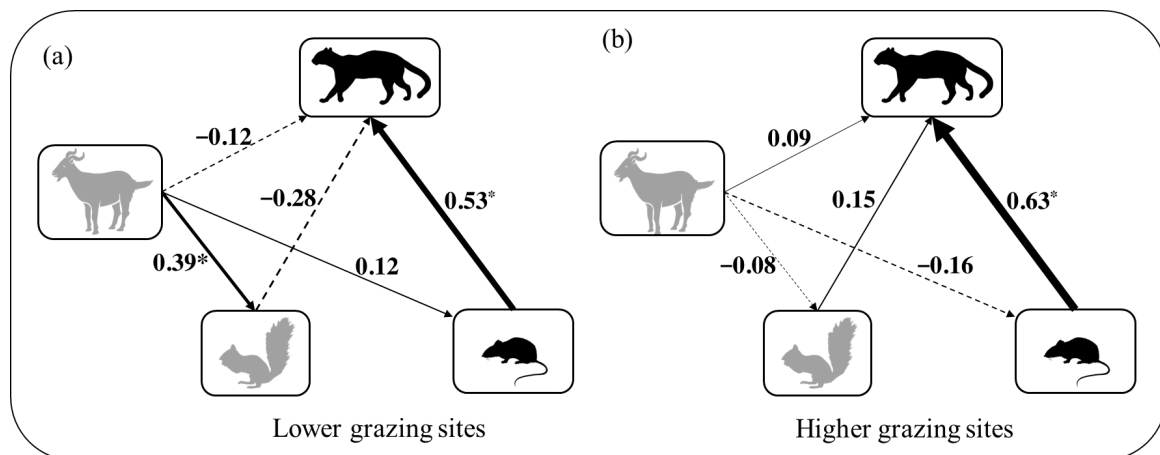 (a)
−0.12
−0.28
0.53*
0.39*
0.12
Lower grazing sites
(b)
0.09
0.15
0.63*
−0.08
−0.16
Higher grazing sites